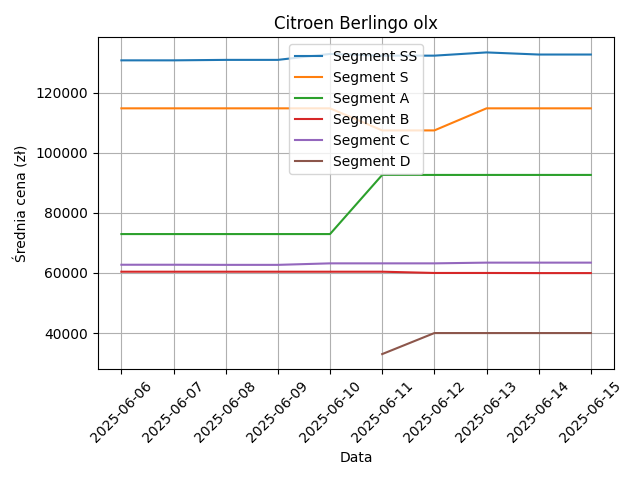 Citroen Berlingo olx
Segment SS
Segment S
Segment A
Segment B
Segment C
Segment D
Średnia cena (zł)
120000
100000
80000
60000
40000
2025-06-06
2025-06-07
2025-06-08
2025-06-09
2025-06-10
2025-06-11
2025-06-12
2025-06-13
2025-06-14
2025-06-15
Data